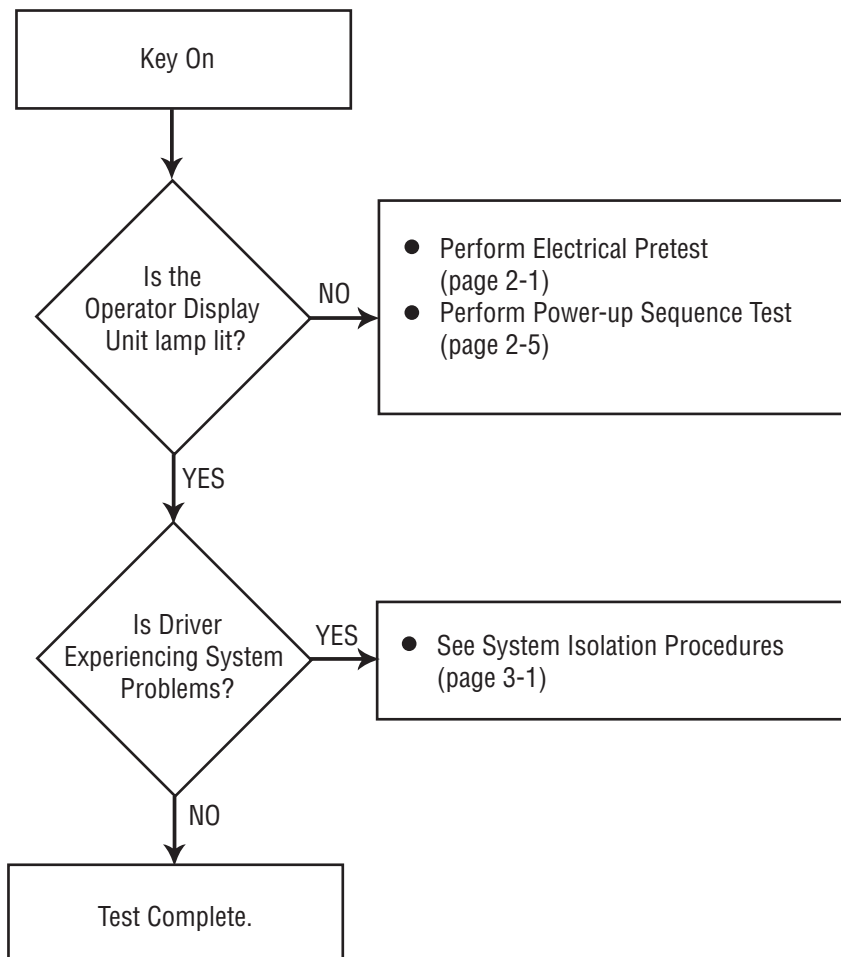 Key On
Is the
Operator Display
Unit lamp lit?
NO
● Perform Electrical Pretest
(page 2-1)
● Perform Power-up Sequence Test
(page 2-5)
YES
Is Driver
Experiencing System
Problems?
YES
● See System Isolation Procedures
(page 3-1)
NO
Test Complete.